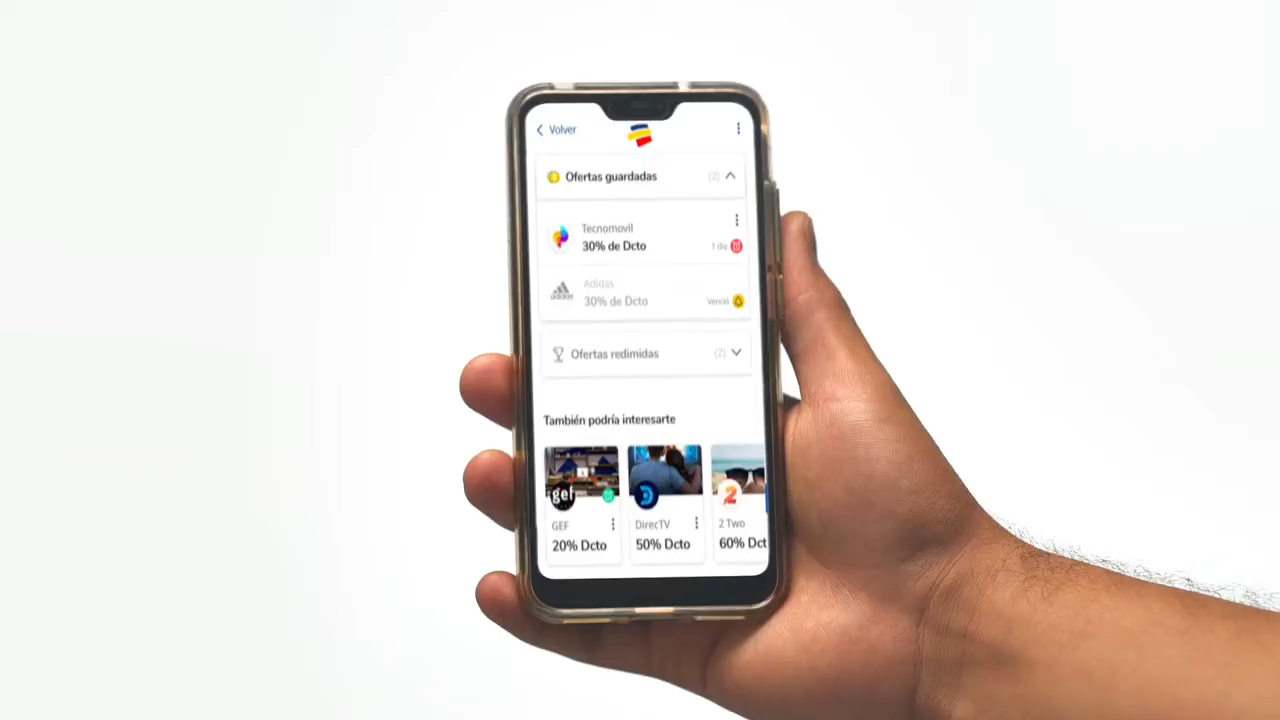 Volver
Ofertas guardadas (2)
Tecnomovil
30% de Dcto
1 día
adidas
Adidas
30% de Dcto
Venció
Ofertas redimidas (2)
También podría interesarte
gef
GEF
20% Dcto
DirecTV
50% Dcto
2
2 Two
60% Dct